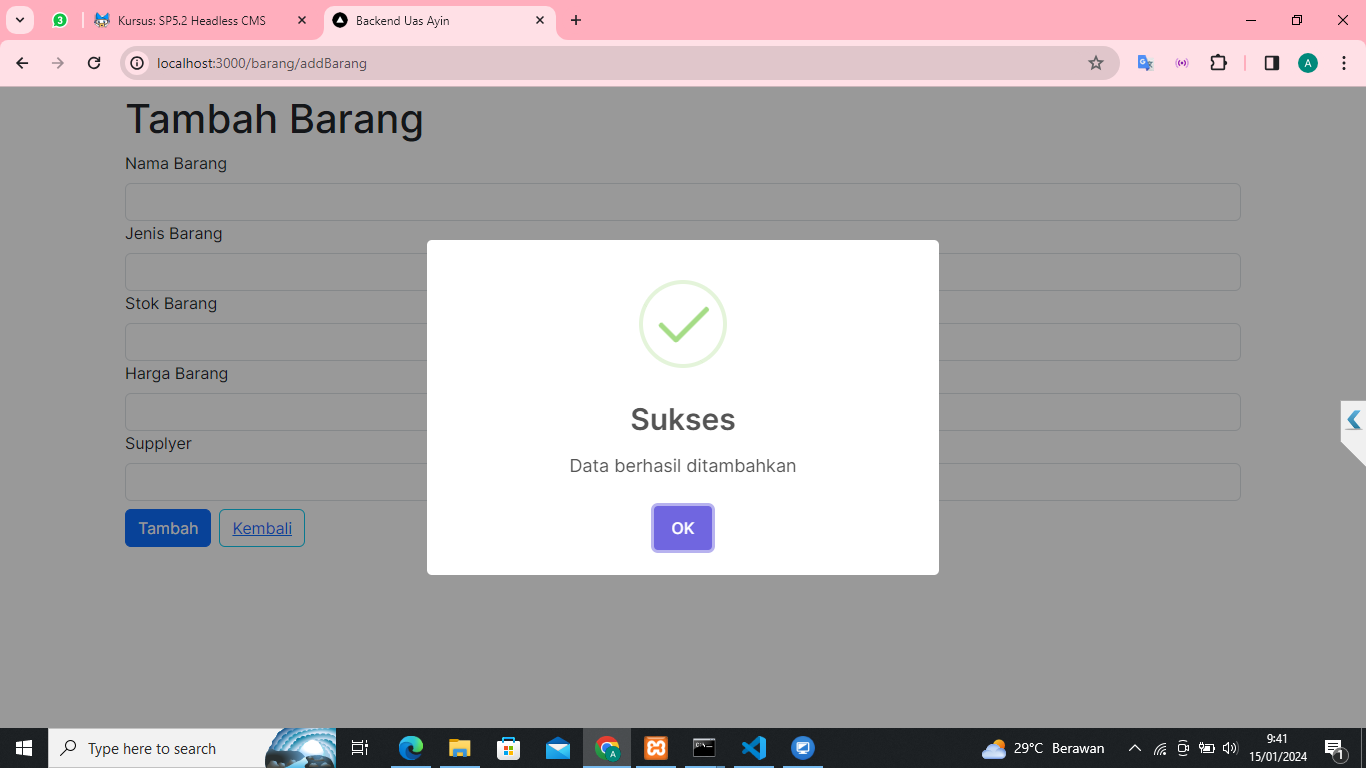 3
Kursus: SP5.2 Headless CMS
Backend Uas Ayin
localhost:3000/barang/addBarang
A
Tambah Barang
Nama Barang
Jenis Barang
Stok Barang
Harga Barang
Supplyer
Tambah
Kembali
Sukses
Data berhasil ditambahkan
OK
Type here to search
29°C Berawan
9:41
15/01/2024
1